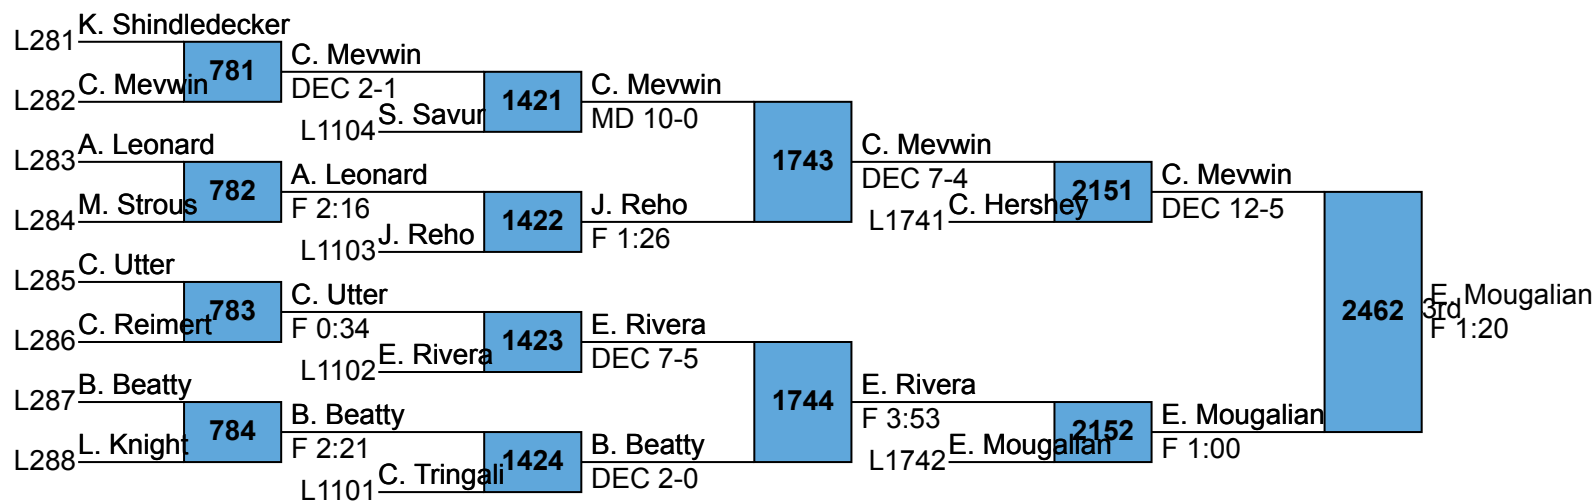 L281 K. Shindledecker
L282 C. Mevwin
781
L283 A. Leonard
L284 M. Strous
782
L285 C. Utter
L286 C. Reimert
783
L287 B. Beatty
L288 L. Knight
784
C. Mevwin
DEC 2-1
L1104 S. Savur
1421
A. Leonard
F 2:16
L1103 J. Reho
1422
C. Utter
F 0:34
L1102 E. Rivera
1423
B. Beatty
F 2:21
L1101 C. Tringali
1424
C. Mevwin
MD 10-0
J. Reho
F 1:26
1743
E. Rivera
DEC 7-5
B. Beatty
DEC 2-0
1744
C. Mevwin
DEC 7-4
L1741 C. Hershey
2151
E. Rivera
F 3:53
L1742 E. Mougalian
2152
C. Mevwin
DEC 12-5
E. Mougalian
F 1:00
2462
3rd
E. Mougalian
F 1:20